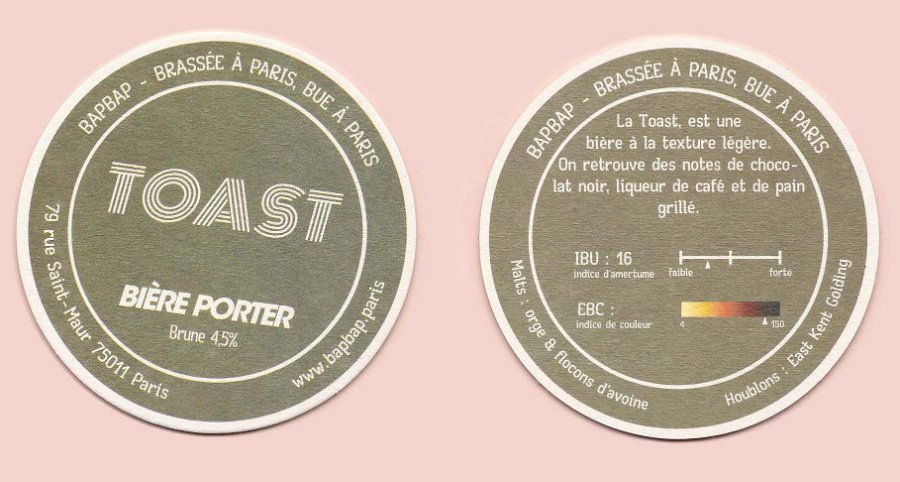 BAPBAP - BRASSÉE À PARIS, BUE À PARIS
TOAST
BIÈRE PORTER
Brune 4,5%
79 rue Saint-Maur 75011 Paris
www.bapbap.paris
BAPBAP - BRASSÉE À PARIS, BUE À PARIS
La Toast, est une
bière à la texture légère.
On retrouve des notes de choco-
lat noir, liqueur de café et de pain
grillé.
IBU : 16
indice d'amertume
faible
forte
EBC :
indice de couleur
4
150
Malts : orge & flocons d'avoine
Houblons : East Kent Golding